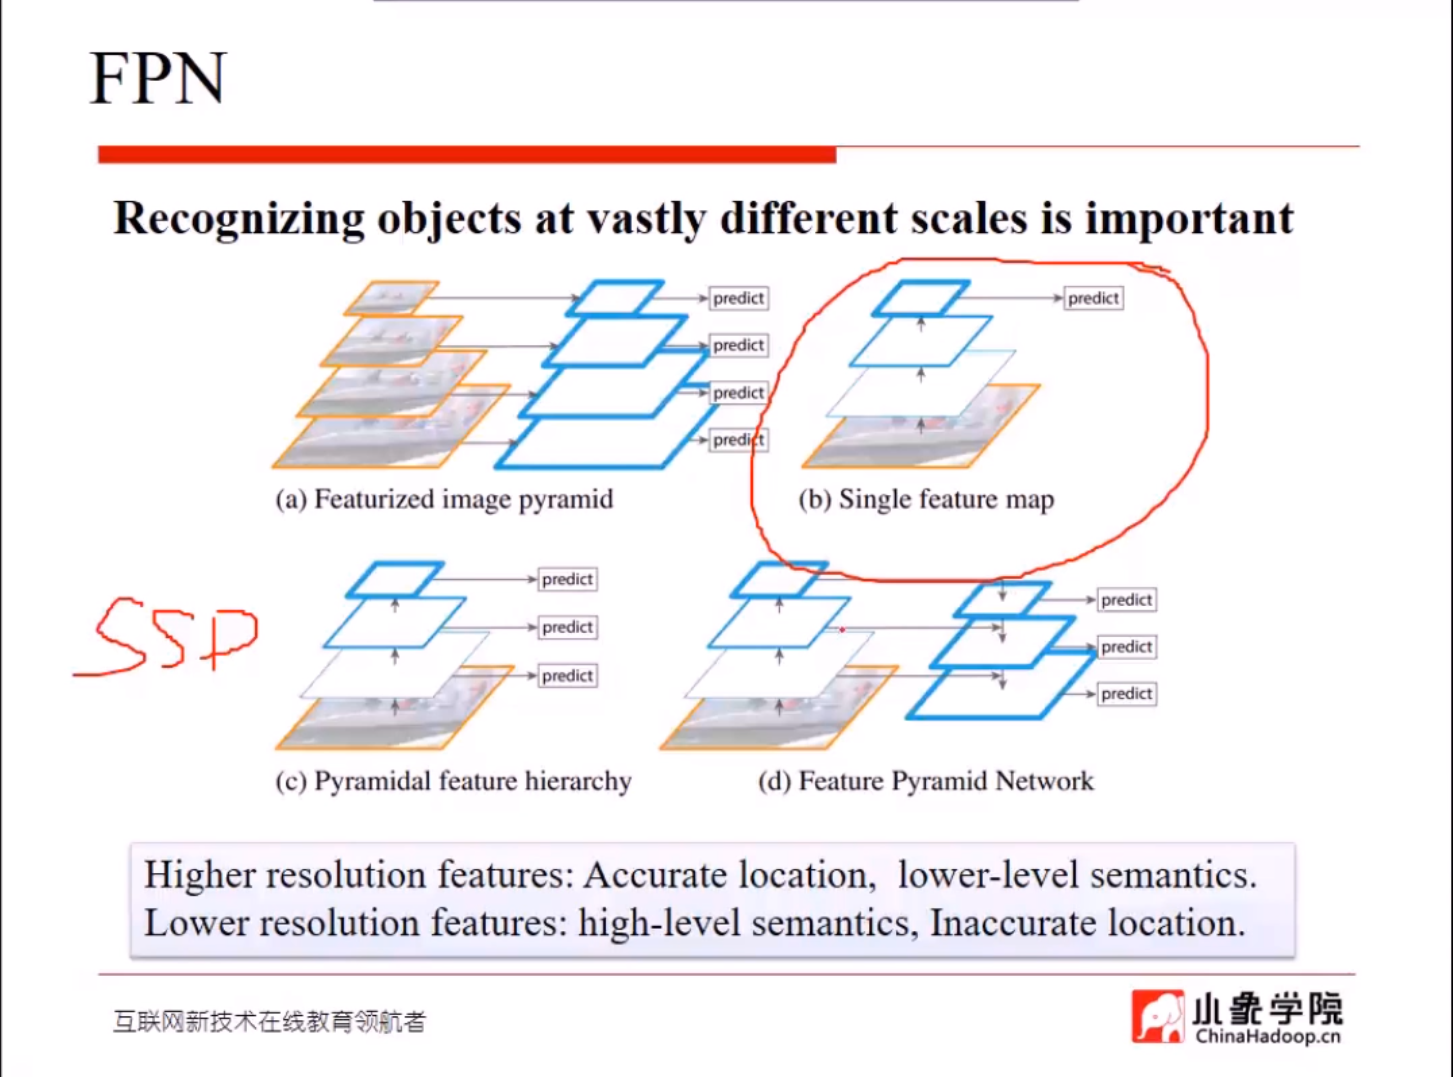 FPN
Recognizing objects at vastly different scales is important
predict
predict
predict
predict
(a) Featurized image pyramid
predict
(b) Single feature map
SSD
predict
predict
predict
(c) Pyramidal feature hierarchy
predict
predict
predict
(d) Feature Pyramid Network
Higher resolution features: Accurate location, lower-level semantics.
Lower resolution features: high-level semantics, Inaccurate location.
互联网新技术在线教育领航者
小象学院
ChinaHadoop.cn